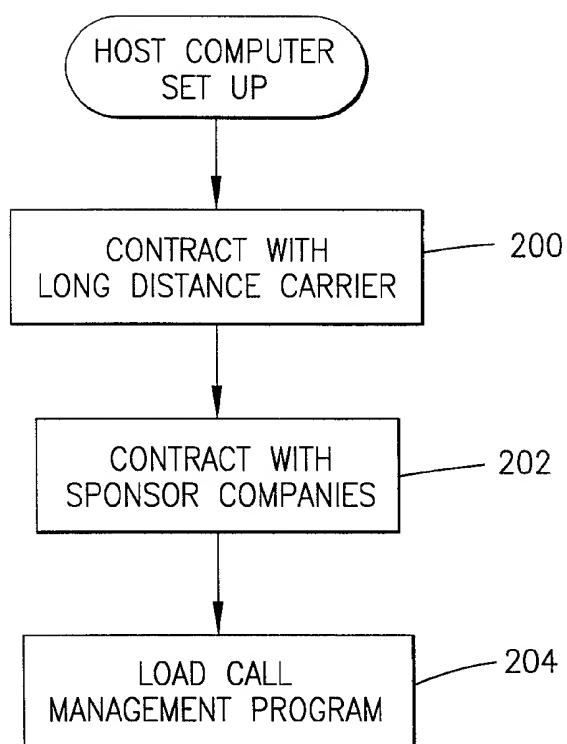 HOST COMPUTER
SET UP
CONTRACT WITH
LONG DISTANCE CARRIER
200
CONTRACT WITH
SPONSOR COMPANIES
202
LOAD CALL
MANAGEMENT PROGRAM
204